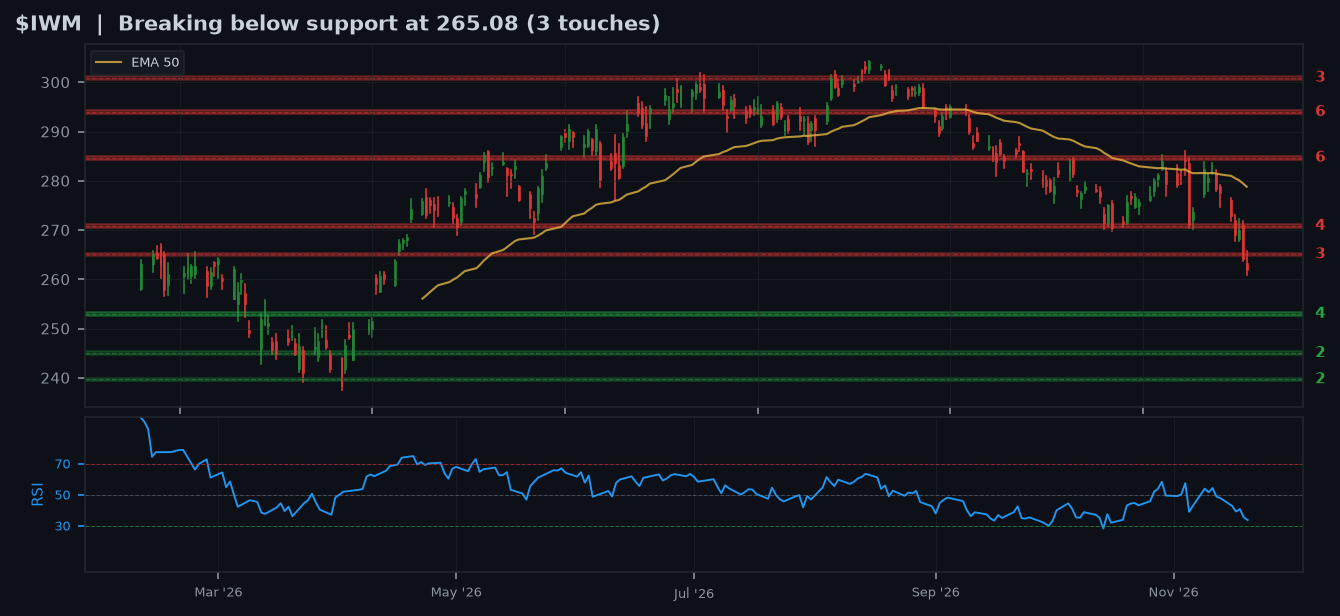 $IWM | Breaking below support at 265.08 (3 touches)
EMA 50
300
290
280
270
260
250
240
3
6
6
4
3
4
2
2
RSI
70
50
30
Mar '26
May '26
Jul '26
Sep '26
Nov '26